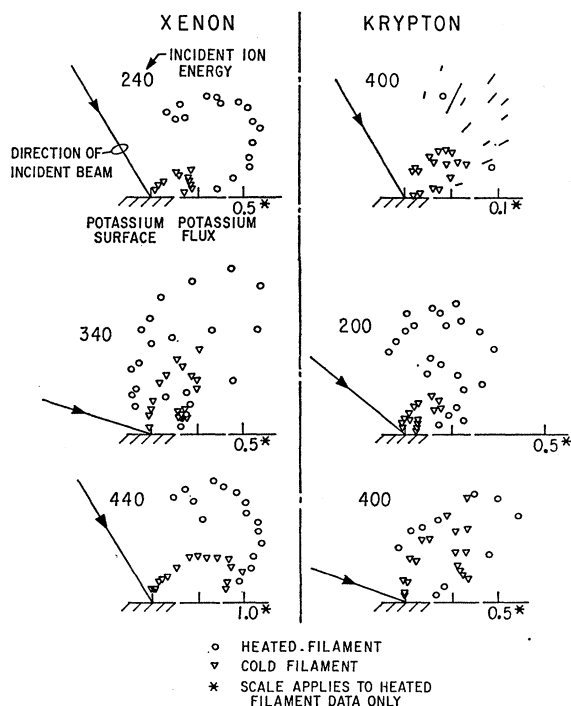 XENON
KRYPTON
240
INCIDENT ION
ENERGY
400
DIRECTION OF
INCIDENT BEAM
0.5*
0.1*
POTASSIUM
SURFACE
POTASSIUM
FLUX
340
200
0.5*
0.5*
440
400
1.0*
0.5*
○ HEATED FILAMENT
▽ COLD FILAMENT
* SCALE APPLIES TO HEATED
FILAMENT DATA ONLY